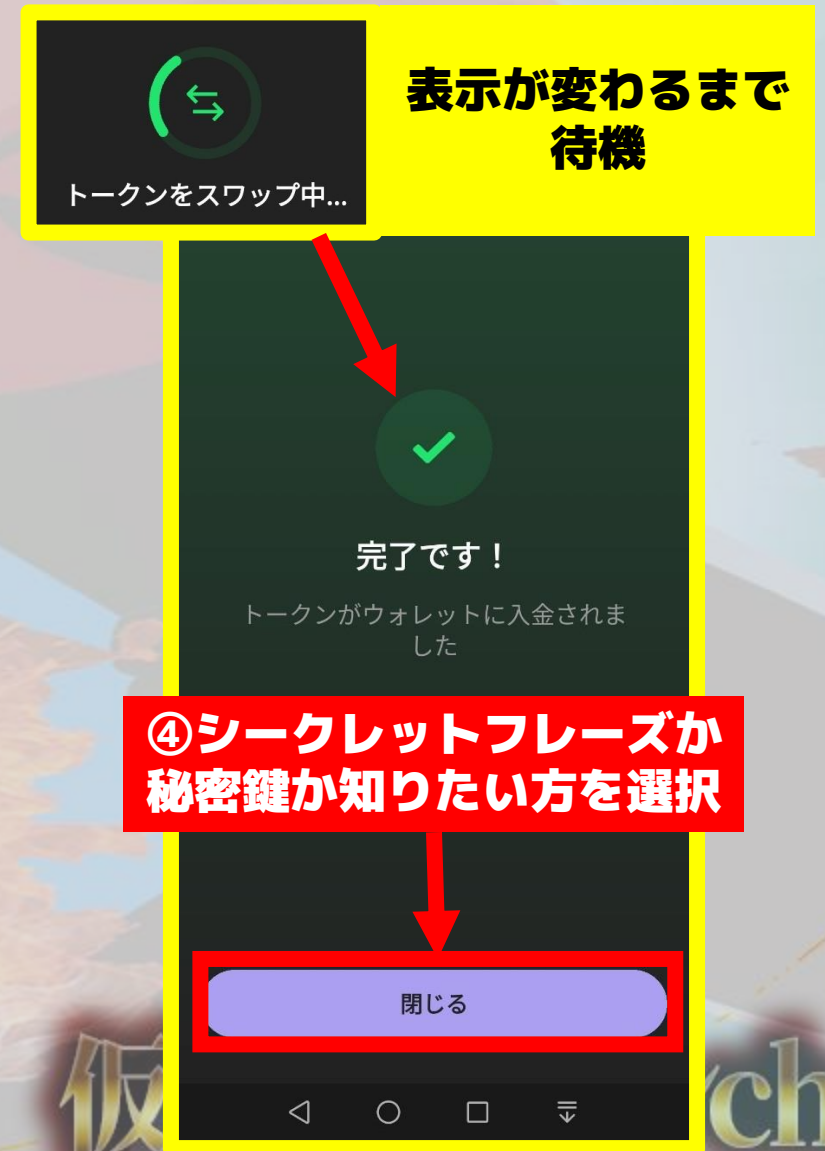 トークンをスワップ中...
表示が変わるまで
待機
完了です！
トークンがウォレットに入金されま
した
④シークレットフレーズか
秘密鍵か知りたい方を選択
閉じる
仮
ch